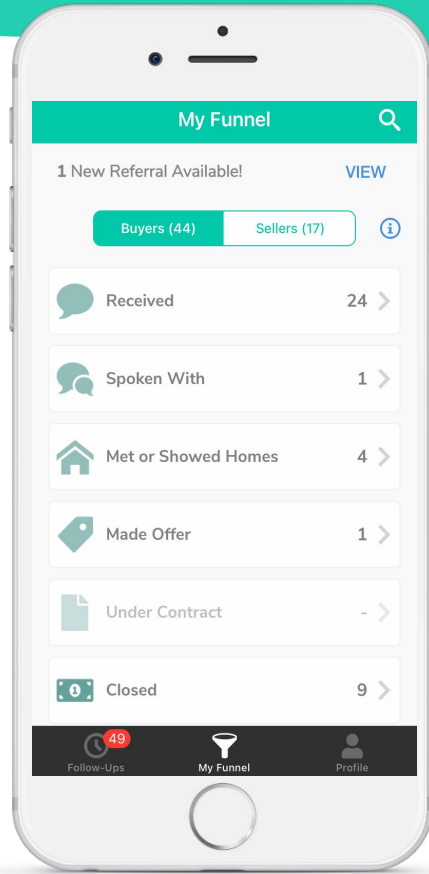 My Funnel
1 New Referral Available! VIEW
Buyers (44) Sellers (17)
Received 24
Spoken With 1
Met or Showed Homes 4
Made Offer 1
Under Contract -
Closed 9
49
Follow-Ups My Funnel Profile